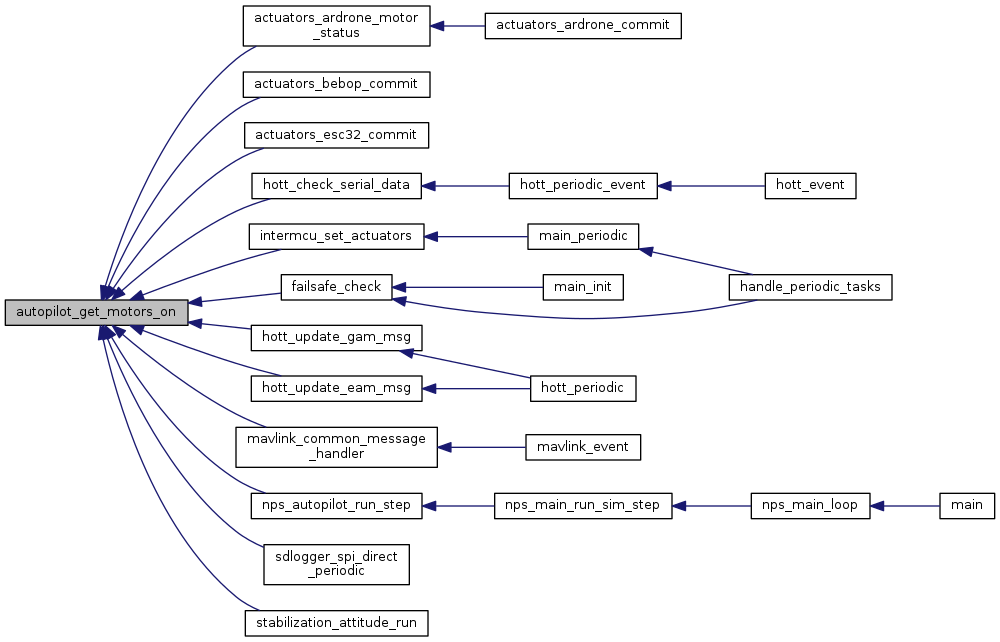 actuators_ardrone_motor
_status
actuators_ardrone_commit
actuators_bebop_commit
actuators_esc32_commit
hott_check_serial_data
hott_periodic_event
hott_event
intermcu_set_actuators
main_periodic
failsafe_check
main_init
handle_periodic_tasks
autopilot_get_motors_on
hott_update_gam_msg
hott_update_eam_msg
hott_periodic
mavlink_common_message
_handler
mavlink_event
nps_autopilot_run_step
nps_main_run_sim_step
nps_main_loop
main
sdlogger_spi_direct
_periodic
stabilization_attitude_run